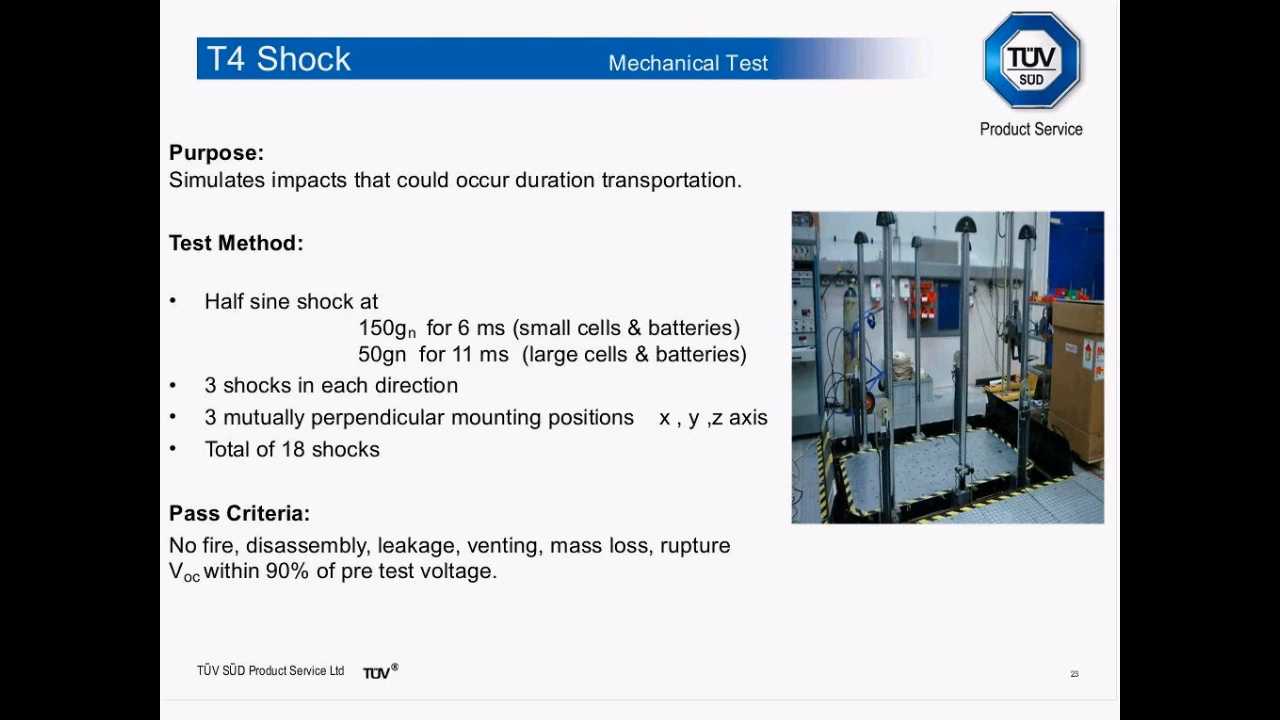 T4 Shock
Mechanical Test
TÜV
SÜD
Product Service
Purpose:
Simulates impacts that could occur duration transportation.
Test Method:
• Half sine shock at
150gn for 6 ms (small cells & batteries)
50gn for 11 ms (large cells & batteries)
• 3 shocks in each direction
• 3 mutually perpendicular mounting positions x , y ,z axis
• Total of 18 shocks
Pass Criteria:
No fire, disassembly, leakage, venting, mass loss, rupture
Voc within 90% of pre test voltage.
TÜV SÜD Product Service Ltd TÜV®
23